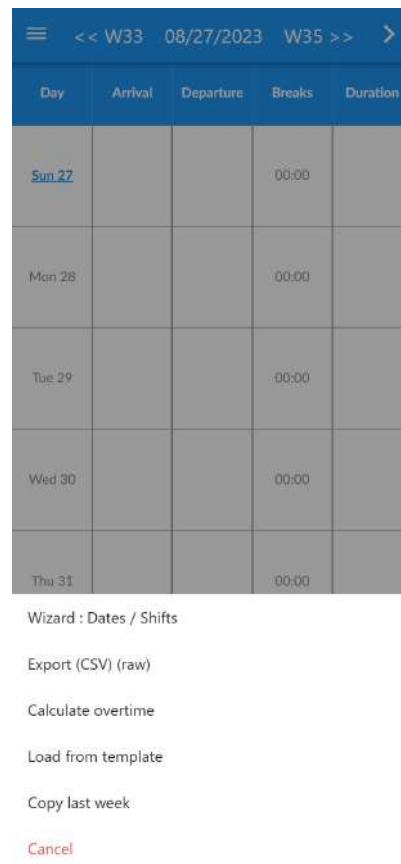 << W33 08/27/2023 W35 >>
Day Arrival Departure Breaks Duration
Sun 27 00:00
Mon 28 00:00
Tue 29 00:00
Wed 30 00:00
Thu 31 00:00
Wizard : Dates / Shifts
Export (CSV) (raw)
Calculate overtime
Load from template
Copy last week
Cancel